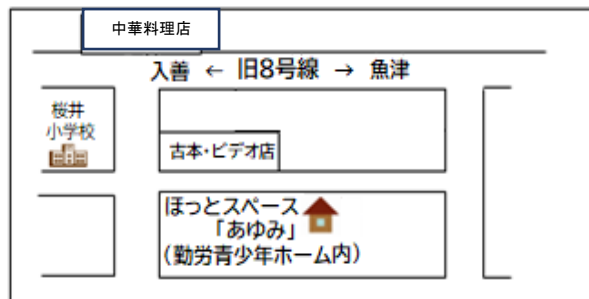 中華料理店
入善 ← 旧8号線 → 魚津
桜井
小学校
古本・ビデオ店
ほっとスペース
「あゆみ」
(勤労青少年ホーム内)